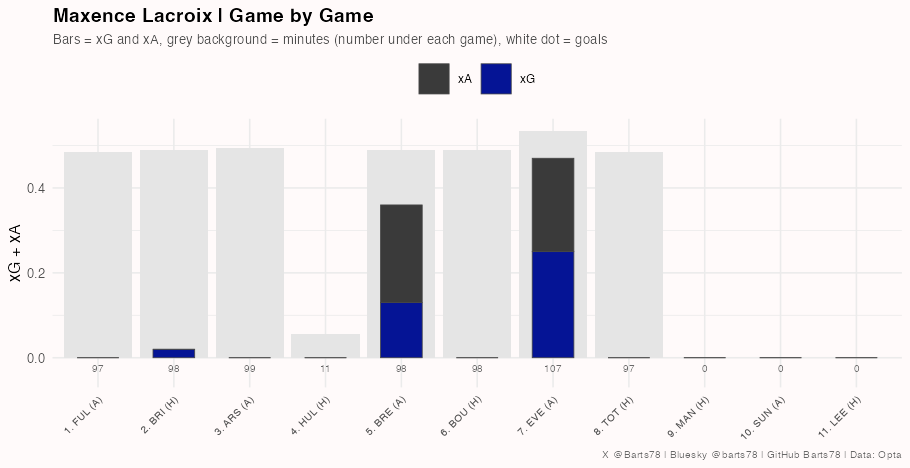 Maxence Lacroix | Game by Game
Bars = xG and xA, grey background = minutes (number under each game), white dot = goals
xA xG
xG + xA
0.4
0.2
0.0
97 98 99 11 98 98 107 97 0 0 0
1. FUL (A) 2. BRI (H) 3. ARS (A) 4. HUL (H) 5. BRE (A) 6. BOU (H) 7. EVE (A) 8. TOT (H) 9. MAN (H) 10. SUN (A) 11. LEE (H)
X @Barts78 | Bluesky @barts78 | GitHub Barts78 | Data: Opta